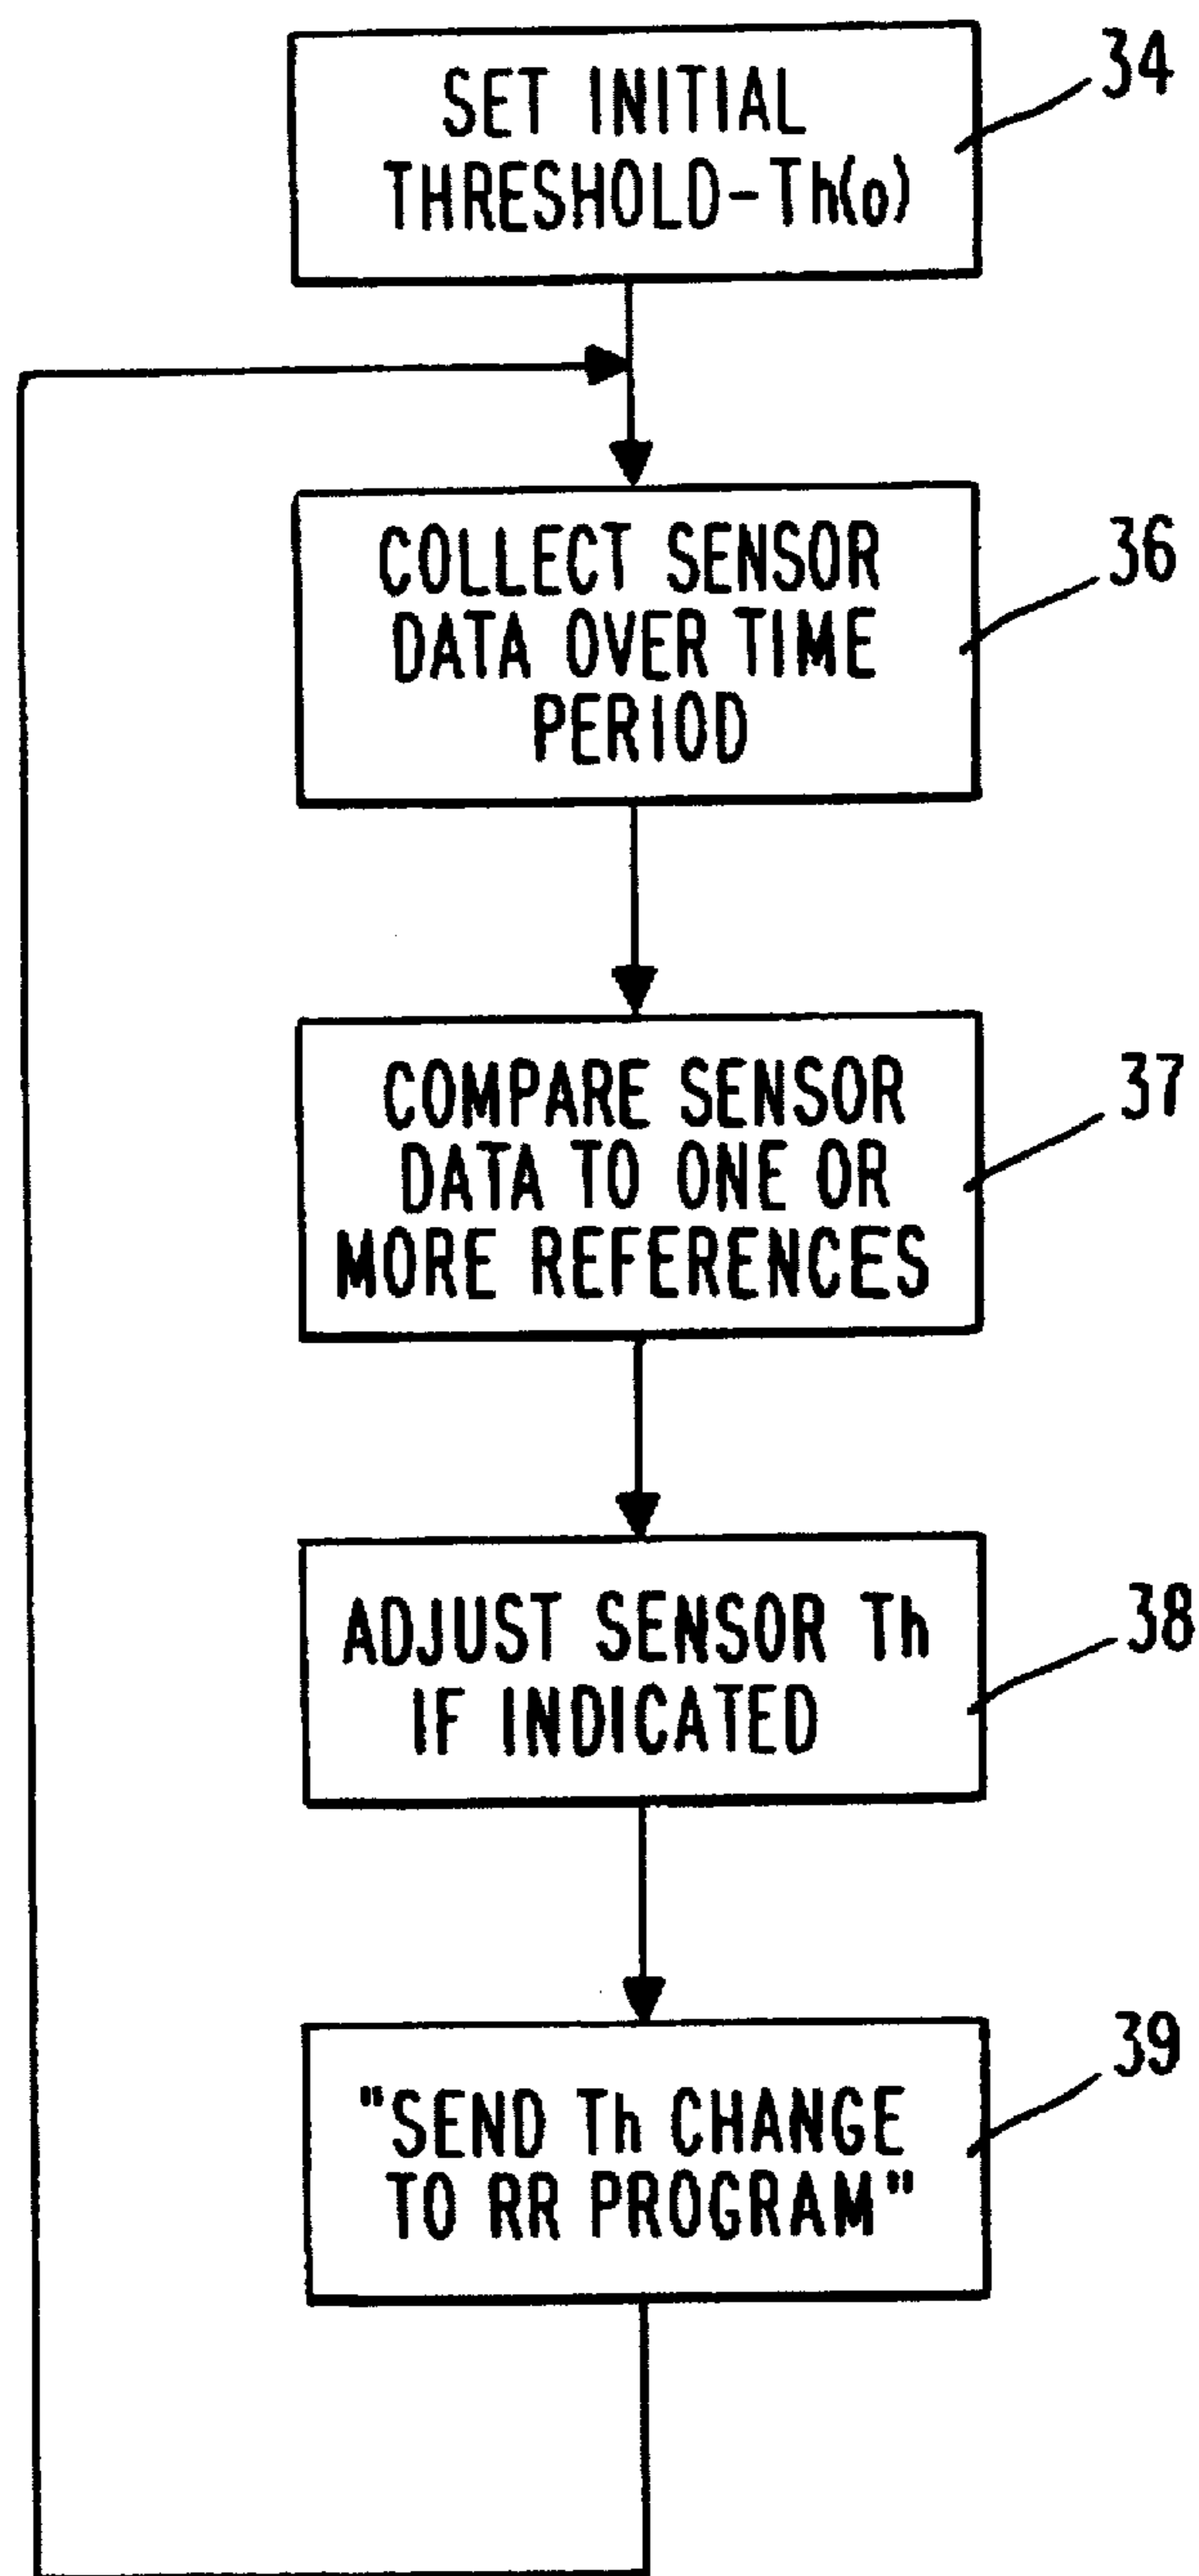 SET INITIAL
THRESHOLD-Th(o)
34
COLLECT SENSOR
DATA OVER TIME
PERIOD
36
COMPARE SENSOR
DATA TO ONE OR
MORE REFERENCES
37
ADJUST SENSOR Th
IF INDICATED
38
"SEND Th CHANGE
TO RR PROGRAM"
39